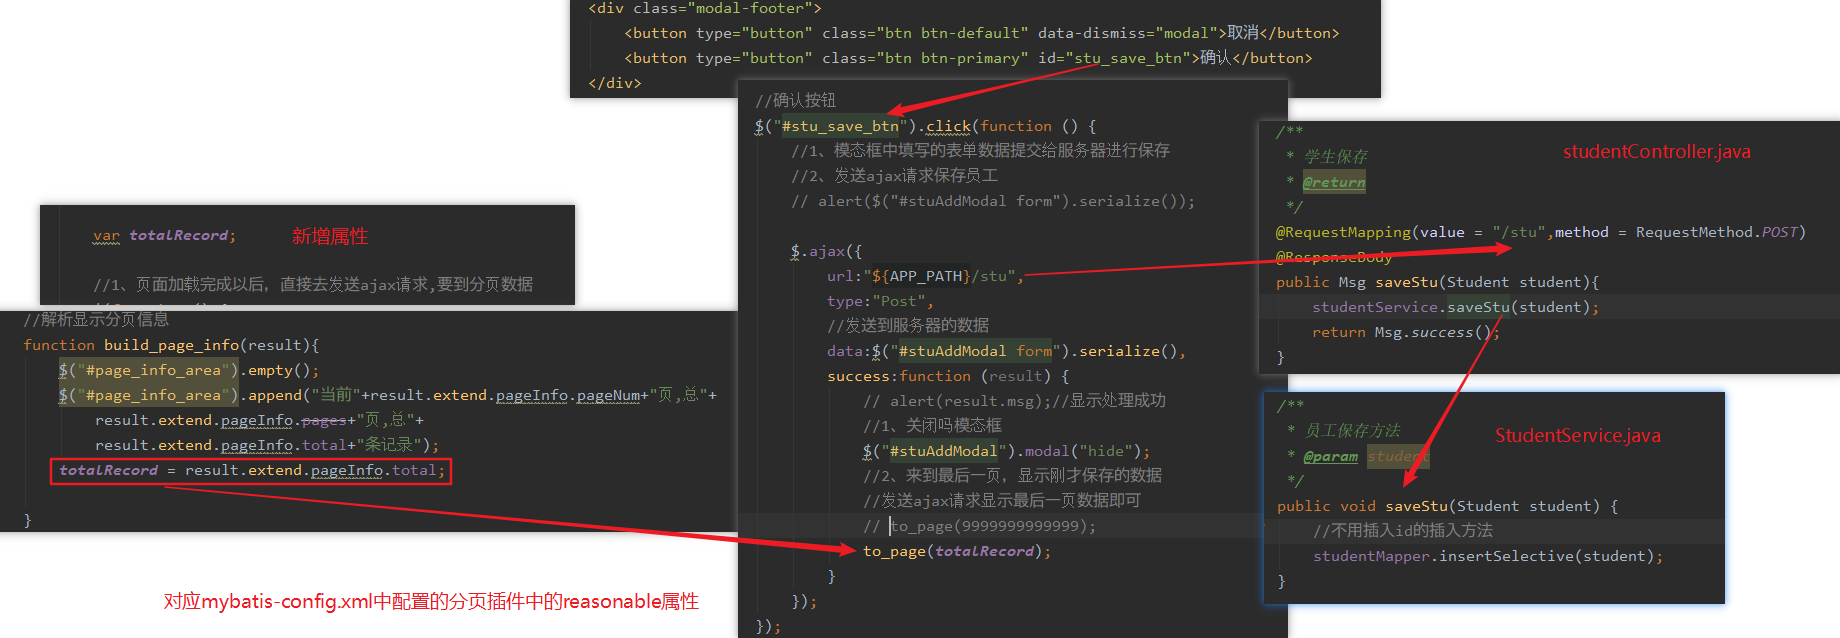 <div class="modal-footer">
<button type="button" class="btn btn-default" data-dismiss="modal">取消</button>
<button type="button" class="btn btn-primary" id="stu_save_btn">确认</button>
</div>
var totalRecord;
新增属性
//1、页面加载完成以后，直接去发送ajax请求,要到分页数据
//解析显示分页信息
function build_page_info(result){
$("#page_info_area").empty();
$("#page_info_area").append("当前"+result.extend.pageInfo.pageNum+"页,总"+
result.extend.pageInfo.pages+"页,总"+
result.extend.pageInfo.total+"条记录");
totalRecord = result.extend.pageInfo.total;
}
对应mybatis-config.xml中配置的分页插件中的reasonable属性
//确认按钮
$("#stu_save_btn").click(function () {
//1、模态框中填写的表单数据提交给服务器进行保存
//2、发送ajax请求保存员工
// alert($("#stuAddModal form").serialize());
$.ajax({
url:"${APP_PATH}/stu",
type:"Post",
//发送到服务器的数据
data:$("#stuAddModal form").serialize(),
success:function (result) {
// alert(result.msg);//显示处理成功
//1、关闭吗模态框
$("#stuAddModal").modal("hide");
//2、来到最后一页，显示刚才保存的数据
//发送ajax请求显示最后一页数据即可
// to_page(9999999999999);
to_page(totalRecord);
}
});
});
/**
studentController.java
* 学生保存
* @return
*/
@RequestMapping(value = "/stu",method = RequestMethod.POST)
@ResponseBody
public Msg saveStu(Student student){
studentService.saveStu(student);
return Msg.success();
}
/**
* 员工保存方法
StudentService.java
* @param student
*/
public void saveStu(Student student) {
//不用插入id的插入方法
studentMapper.insertSelective(student);
}